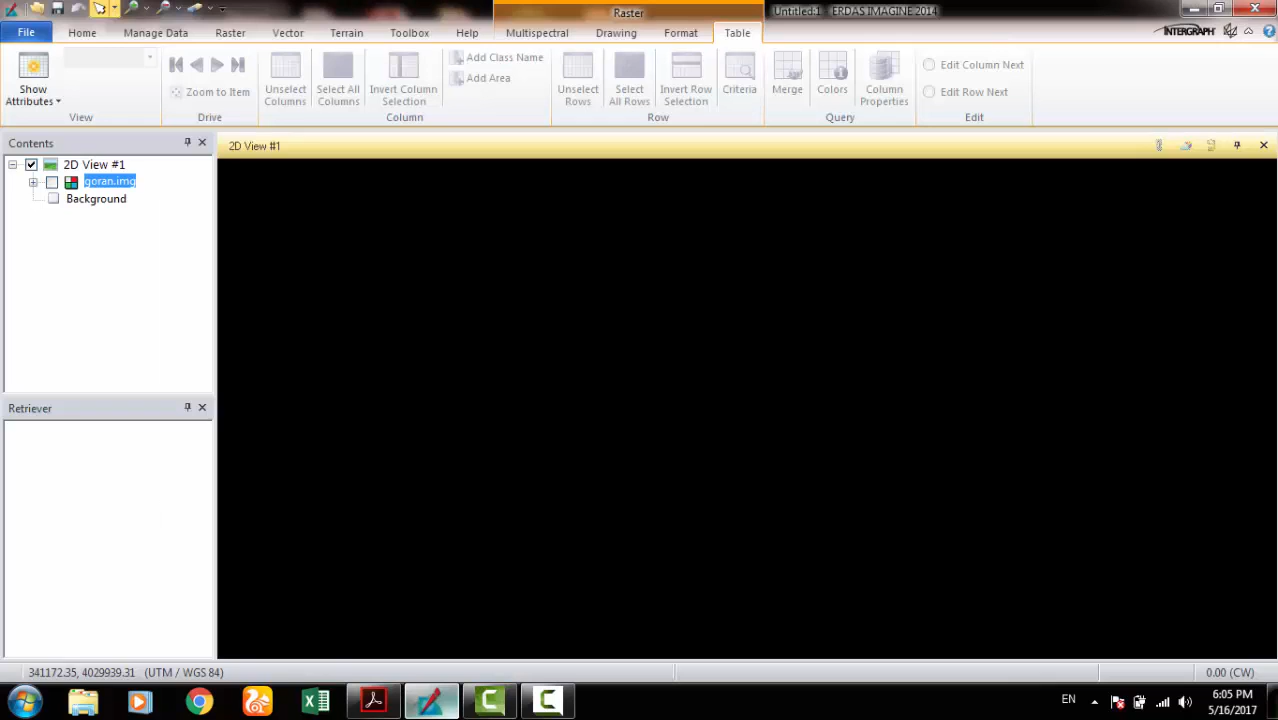 Raster
Untitled:1 - ERDAS IMAGINE 2014
File Home Manage Data Raster Vector Terrain Toolbox Help Multispectral Drawing Format Table INTERGRAPH
Show Attributes
Zoom to Item
Unselect Columns
Select All Columns
Invert Column Selection
Add Class Name
Add Area
Unselect Rows
Select All Rows
Invert Row Selection
Criteria
Merge
Colors
Column Properties
Edit Column Next
Edit Row Next
View Drive Column Row Query Edit
Contents
2D View #1
2D View #1
goran.img
Background
Retriever
341172.35, 4029939.31 (UTM / WGS 84)
0.00 (CW)
EN
6:05 PM
5/16/2017